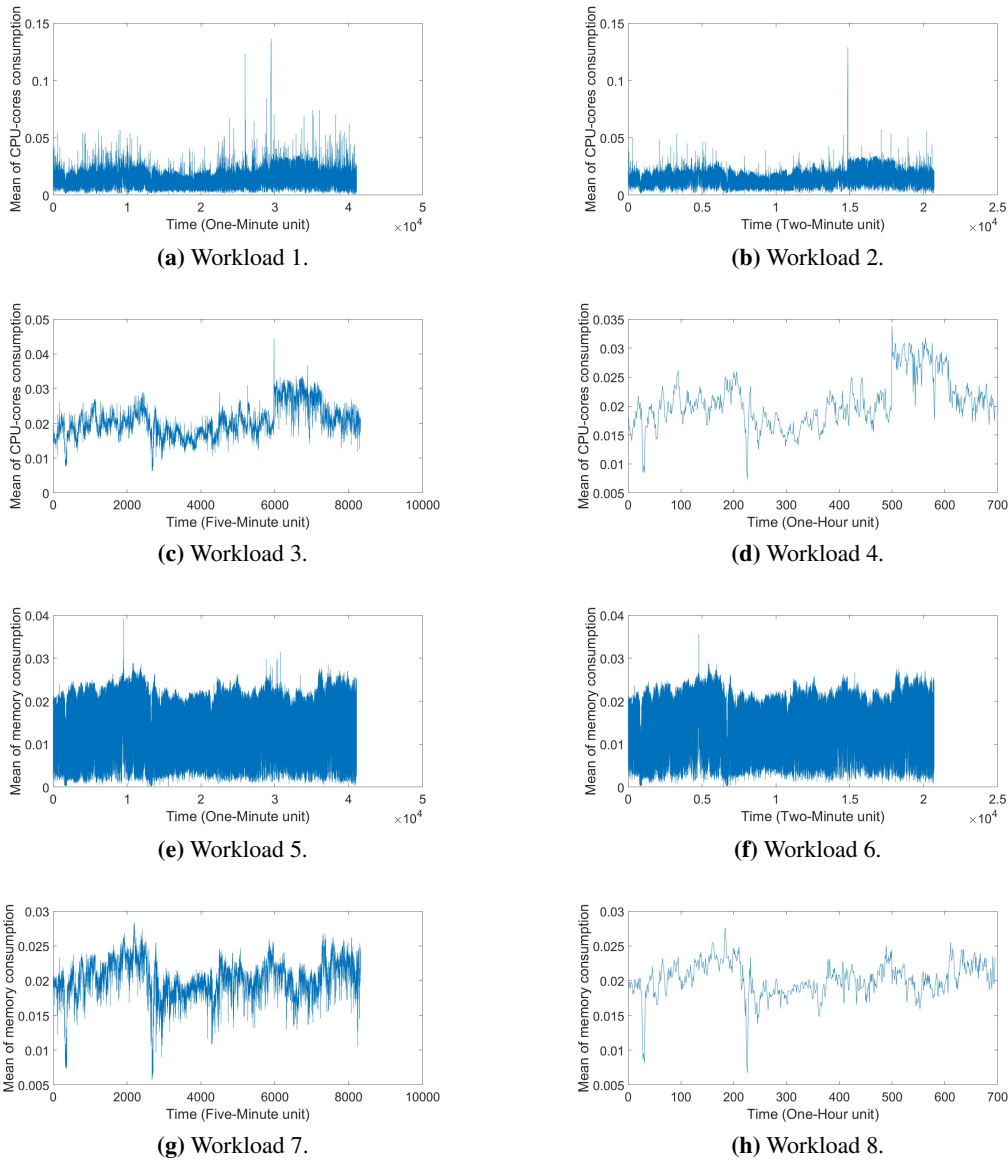 0.15
0.1
0.05
0
Mean of CPU-cores consumption
0 1 2 3 4 5
×10^4
Time (One-Minute unit)
(a) Workload 1.
0.15
0.1
0.05
0
Mean of CPU-cores consumption
0 0.5 1 1.5 2 2.5
×10^4
Time (Two-Minute unit)
(b) Workload 2.
0.05
0.04
0.03
0.02
0.01
0
Mean of CPU-cores consumption
0 2000 4000 6000 8000 10000
Time (Five-Minute unit)
(c) Workload 3.
0.035
0.03
0.025
0.02
0.015
0.01
0.005
Mean of CPU-cores consumption
0 100 200 300 400 500 600 700
Time (One-Hour unit)
(d) Workload 4.
0.04
0.03
0.02
0.01
0
Mean of memory consumption
0 1 2 3 4 5
×10^4
Time (One-Minute unit)
(e) Workload 5.
0.04
0.03
0.02
0.01
0
Mean of memory consumption
0 0.5 1 1.5 2 2.5
×10^4
Time (Two-Minute unit)
(f) Workload 6.
0.03
0.025
0.02
0.015
0.01
0.005
Mean of memory consumption
0 2000 4000 6000 8000 10000
Time (Five-Minute unit)
(g) Workload 7.
0.03
0.025
0.02
0.015
0.01
0.005
Mean of memory consumption
0 100 200 300 400 500 600 700
Time (One-Hour unit)
(h) Workload 8.